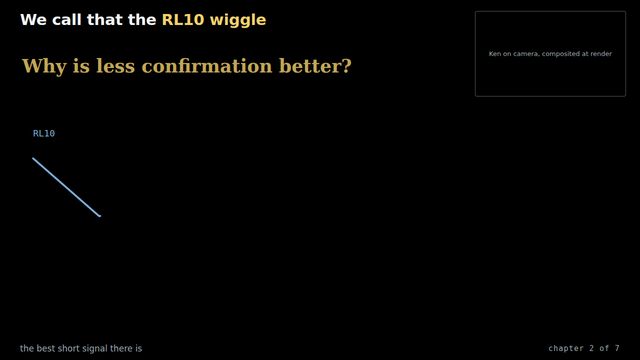 We call that the RL10 wiggle
Ken on camera, composited at render
Why is less confirmation better?
RL10
the best short signal there is
chapter 2 of 7